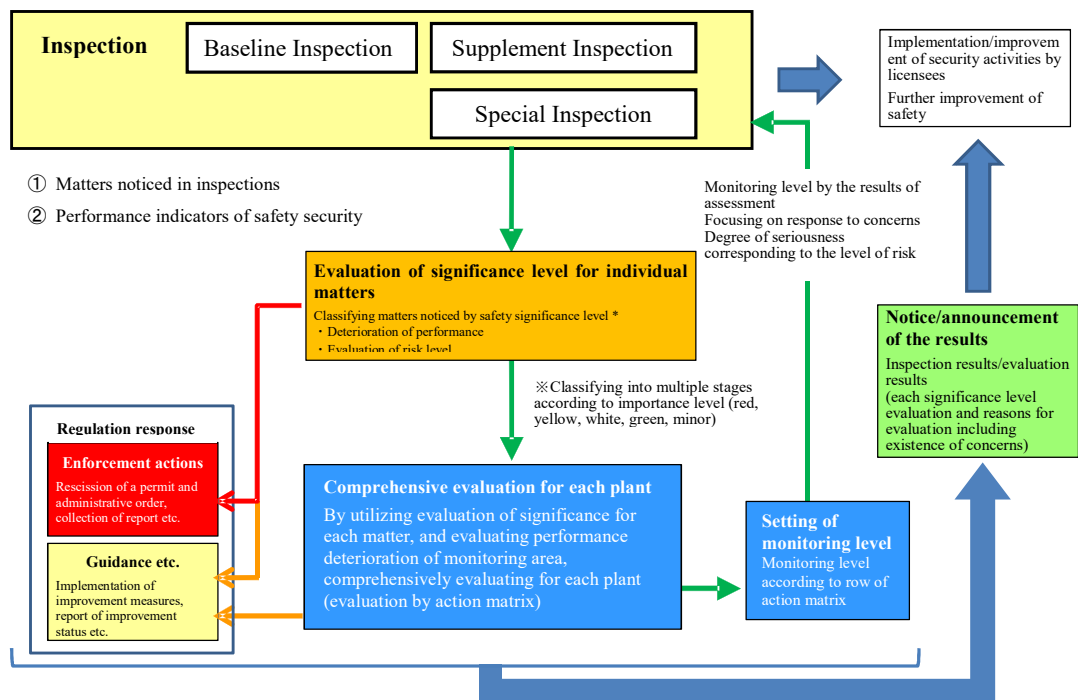 Inspection
Baseline Inspection
Supplement Inspection
Special Inspection
Implementation/improvem
ent of security activities by
licensees
Further improvement of
safety
① Matters noticed in inspections
② Performance indicators of safety security
Monitoring level by the results of
assessment
Focusing on response to concerns
Degree of seriousness
corresponding to the level of risk
Evaluation of significance level for individual
matters
Classifying matters noticed by safety significance level *
・Deterioration of performance
・Evaluation of risk level
※Classifying into multiple stages
according to importance level (red,
yellow, white, green, minor)
Notice/announcement
of the results
Inspection results/evaluation
results
(each significance level
evaluation and reasons for
evaluation including
existence of concerns)
Regulation response
Enforcement actions
Rescission of a permit and
administrative order,
collection of report etc.
Guidance etc.
Implementation of
improvement measures,
report of improvement
status etc.
Comprehensive evaluation for each plant
By utilizing evaluation of significance for
each matter, and evaluating performance
deterioration of monitoring area,
comprehensively evaluating for each plant
(evaluation by action matrix)
Setting of
monitoring level
Monitoring level
according to row of
action matrix